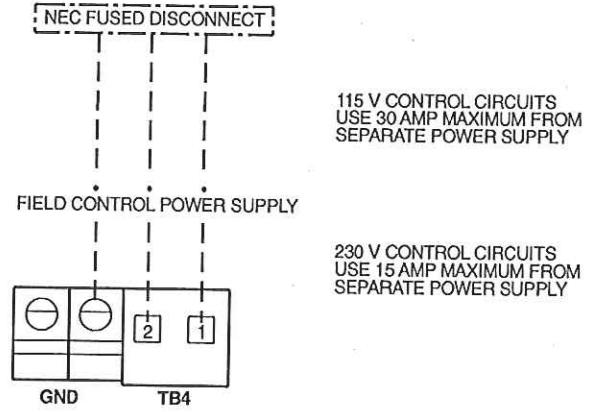 NEC FUSED DISCONNECT
115 V CONTROL CIRCUITS
USE 30 AMP MAXIMUM FROM
SEPARATE POWER SUPPLY
FIELD CONTROL POWER SUPPLY
230 V CONTROL CIRCUITS
USE 15 AMP MAXIMUM FROM
SEPARATE POWER SUPPLY
2 1
GND TB4